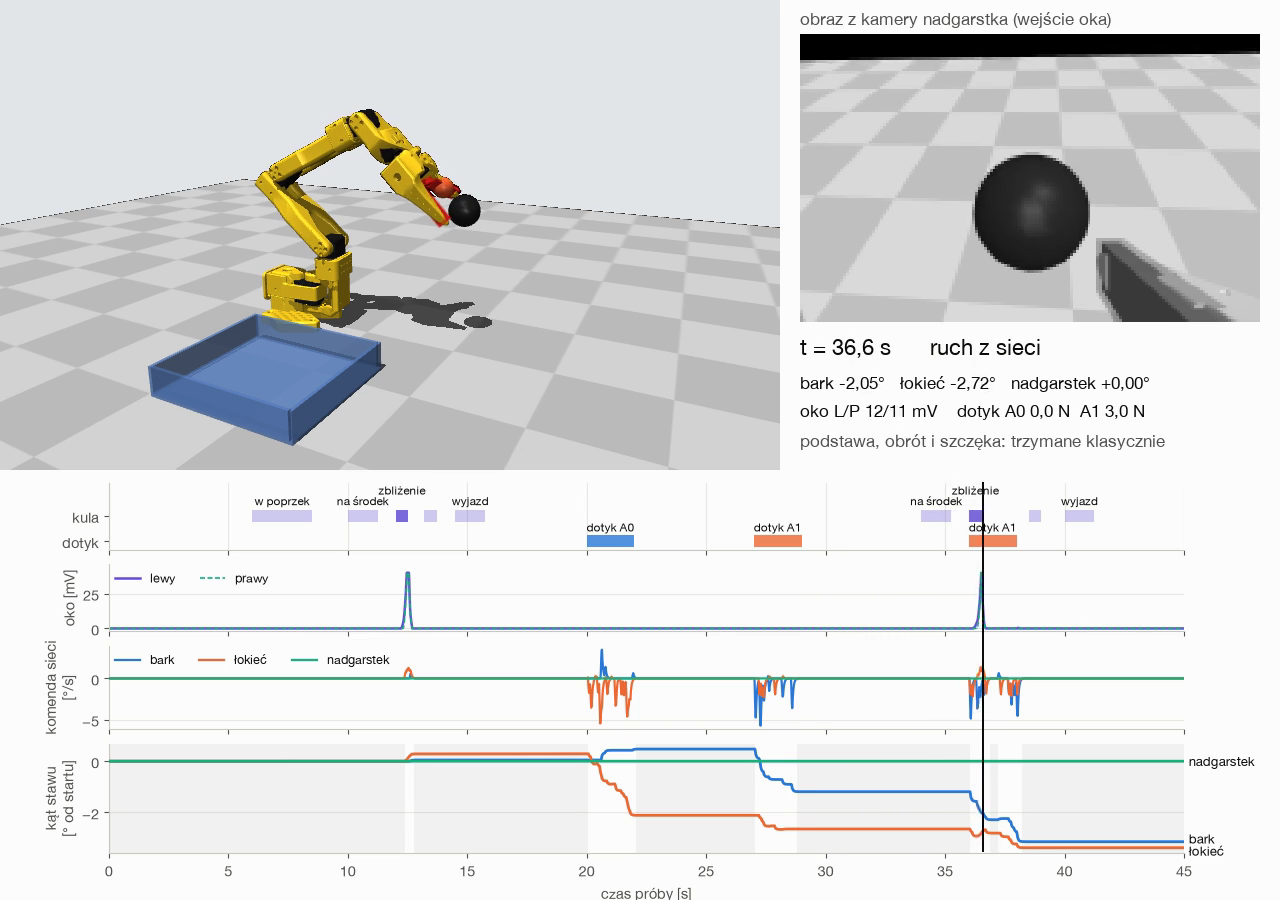 obraz z kamery nadgarstka (wejście oka)
t = 36,6 s ruch z sieci
bark -2,05° łokieć -2,72° nadgarstek +0,00°
oko L/P 12/11 mV dotyk A0 0,0 N A1 3,0 N
podstawa, obrót i szczęka: trzymane klasycznie
zbliżenie zbliżenie
w poprzek na środek wyjazd na środek wyjazd
kula
dotyk A0 dotyk A1 dotyk A1
dotyk
oko [mV]
lewy prawy
25
0
komenda sieci
[°/s]
bark łokieć nadgarstek
0
−5
kąt stawu
[° od startu]
0
−2
nadgarstek
bark
łokieć
0 5 10 15 20 25 30 35 40 45
czas próby [s]